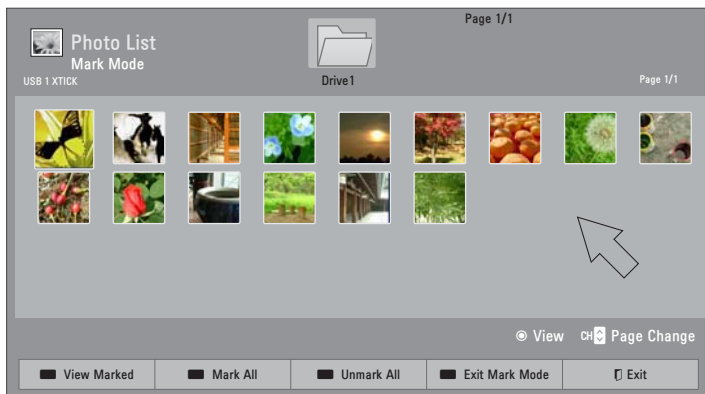 Page 1/1
Photo List
Mark Mode
USB 1 XTICK
Drive1
Page 1/1
View CH Page Change
View Marked
Mark All
Unmark All
Exit Mark Mode
Exit